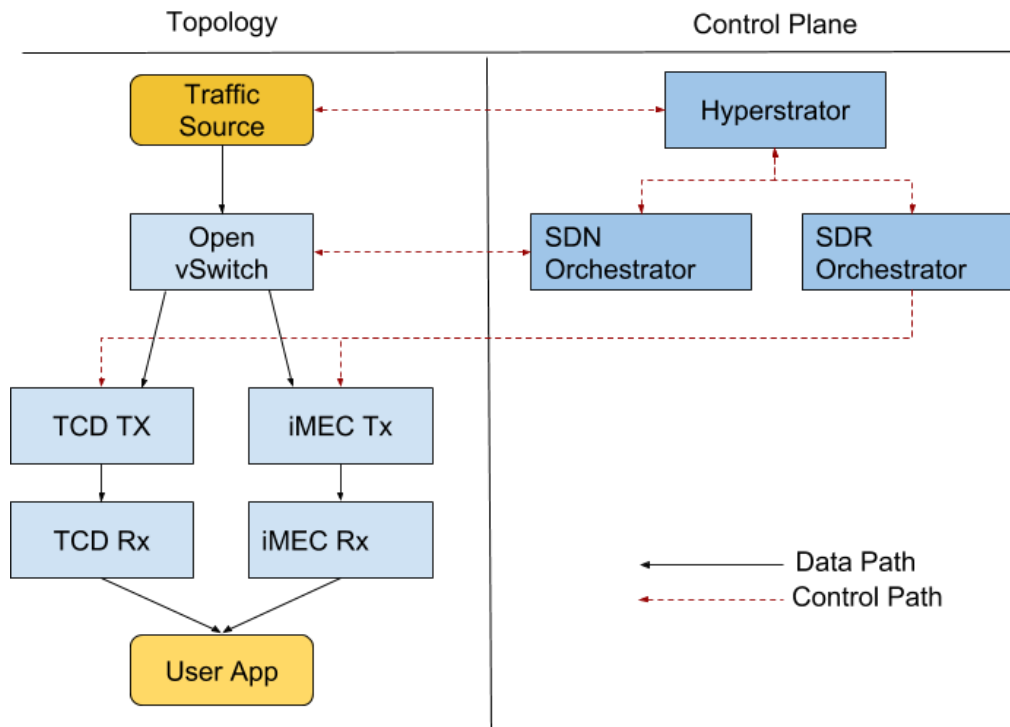 Topology
Control Plane
Traffic
Source
Hyperstrator
Open
vSwitch
SDN
Orchestrator
SDR
Orchestrator
TCD TX
iMEC Tx
TCD Rx
iMEC Rx
Data Path
Control Path
User App